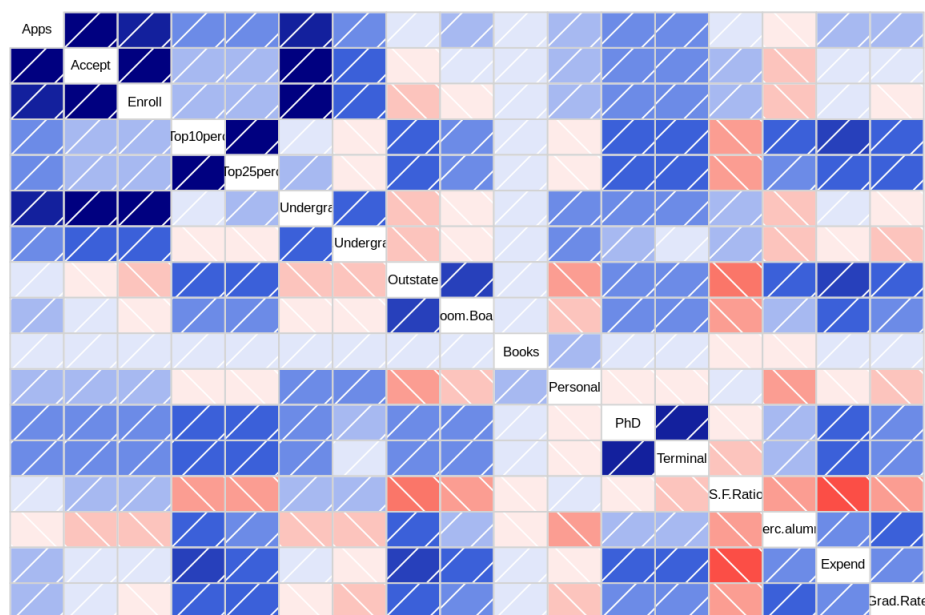 Apps
Accept
Enroll
Top10perc
Top25perc
Undergra
Undergra
Outstate
oom.Boa
Books
Personal
PhD
Terminal
S.F.Ratio
erc.alumn
Expend
Grad.Rate